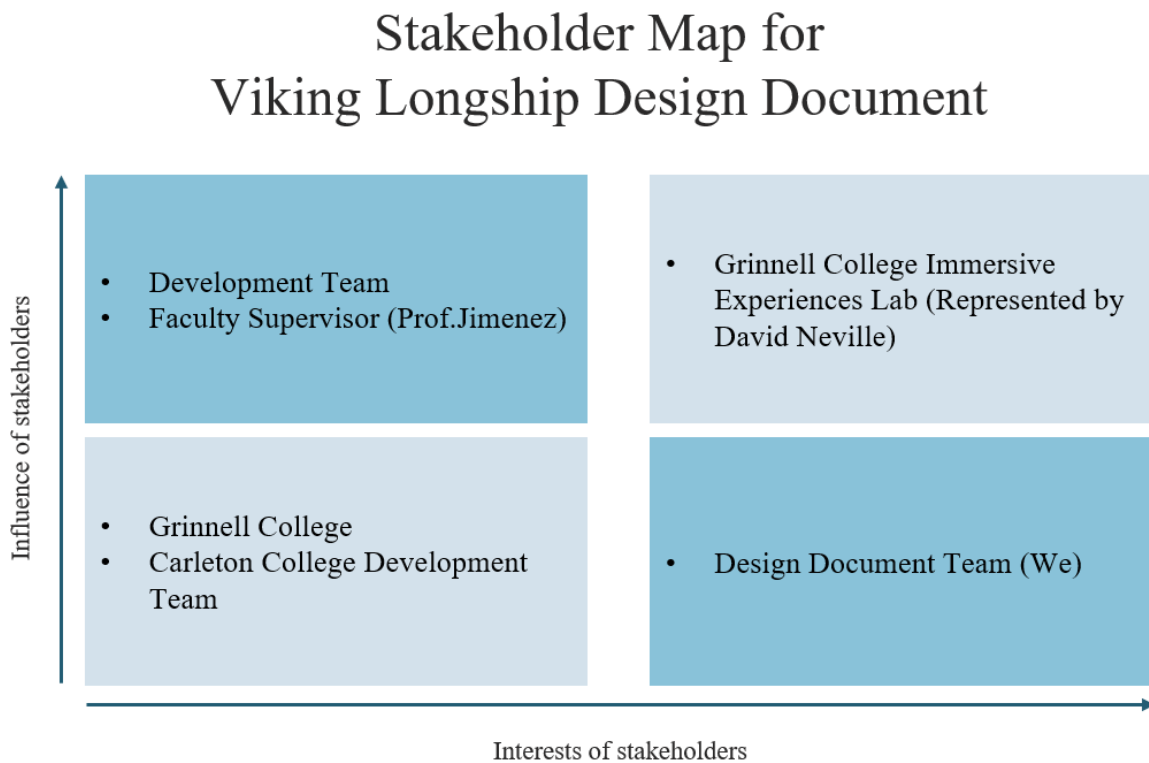 Stakeholder Map for
Viking Longship Design Document
Influence of stakeholders
• Development Team
• Faculty Supervisor (Prof.Jimenez)
• Grinnell College Immersive
Experiences Lab (Represented by
David Neville)
• Grinnell College
• Carleton College Development
Team
• Design Document Team (We)
Interests of stakeholders